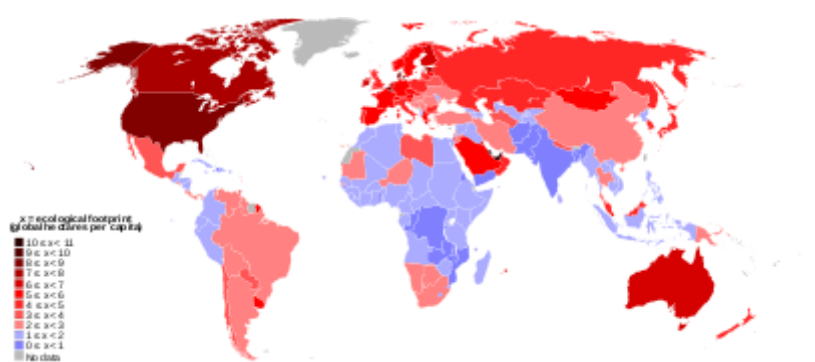 x = ecological footprint
(global hectares per capita)
10 ≤ x < 11
9 ≤ x < 10
8 ≤ x < 9
7 ≤ x < 8
6 ≤ x < 7
5 ≤ x < 6
4 ≤ x < 5
3 ≤ x < 4
2 ≤ x < 3
1 ≤ x < 2
0 ≤ x < 1
No data